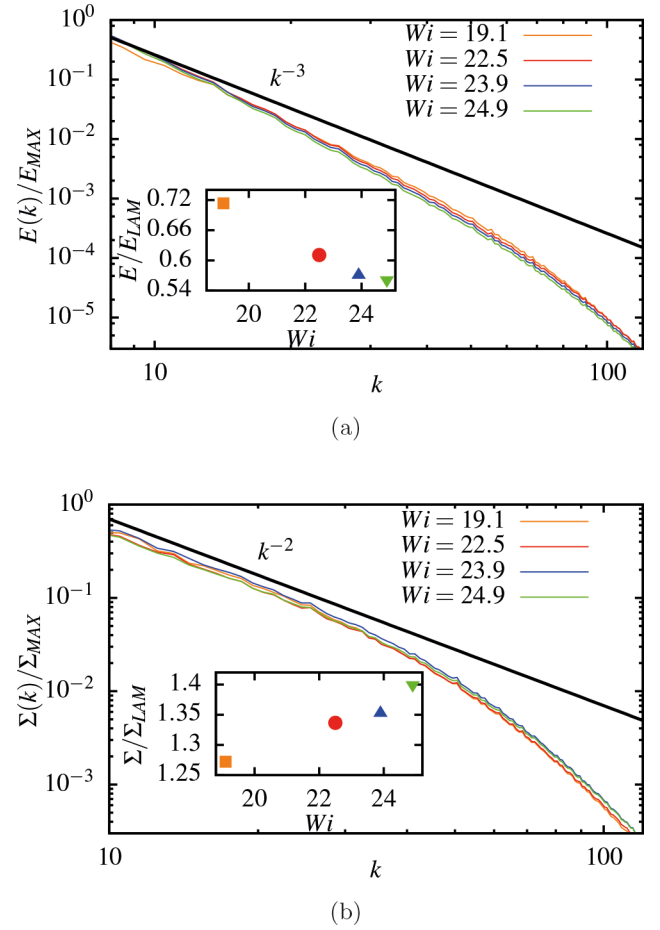 10^0
10^-1
10^-2
10^-3
10^-4
10^-5
E(k)/E_MAX
k^-3
Wi = 19.1
Wi = 22.5
Wi = 23.9
Wi = 24.9
0.72
0.66
0.6
0.54
E/E_LAM
20 22 24
Wi
10 100
k
(a)
10^0
10^-1
10^-2
10^-3
Σ(k)/Σ_MAX
k^-2
Wi = 19.1
Wi = 22.5
Wi = 23.9
Wi = 24.9
1.4
1.35
1.3
1.25
Σ/Σ_LAM
20 22 24
Wi
10 100
k
(b)